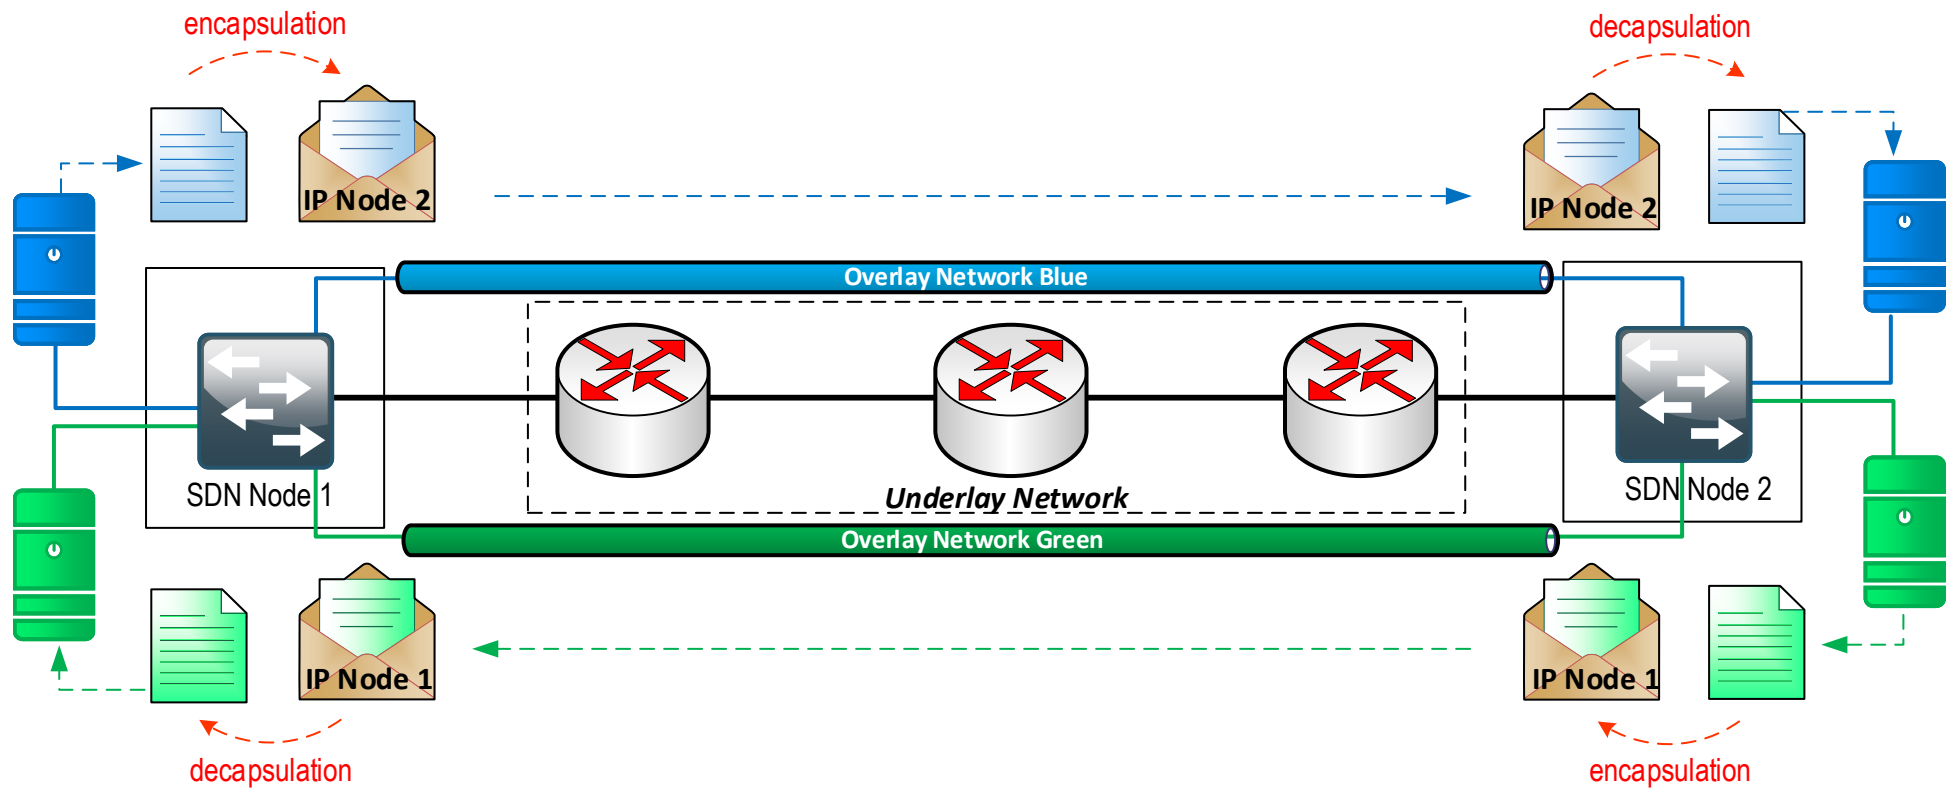 encapsulation
decapsulation
IP Node 2
IP Node 2
Overlay Network Blue
SDN Node 1
Underlay Network
SDN Node 2
Overlay Network Green
IP Node 1
IP Node 1
decapsulation
encapsulation